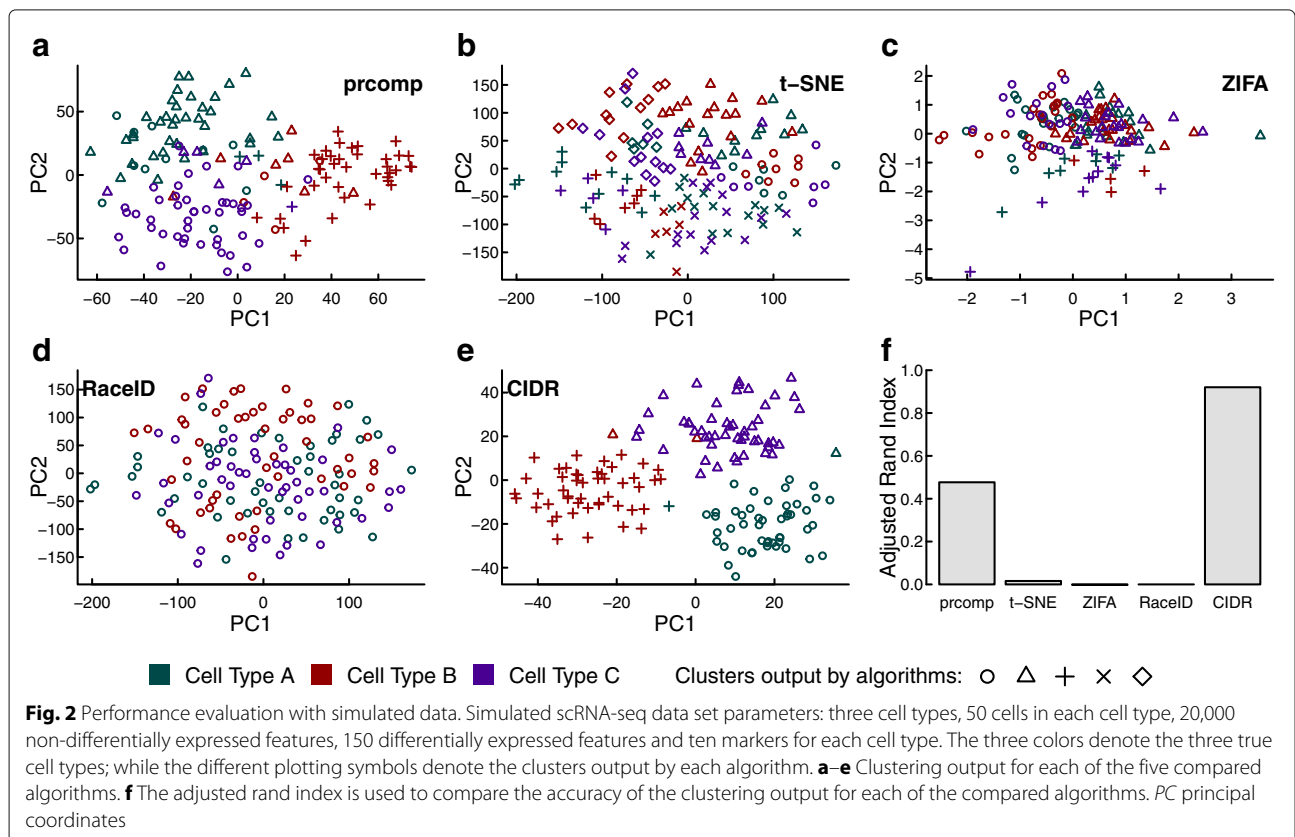 a
prcomp
PC2
50
0
−50
−60
−40
−20
0
20
40
60
PC1
b
t−SNE
PC2
150
100
50
0
−50
−100
−150
−200
−100
0
100
PC1
c
ZIFA
PC2
2
1
0
−1
−2
−3
−4
−5
−2
−1
0
1
2
3
PC1
d
RaceID
PC2
150
100
50
0
−50
−100
−150
−200
−100
0
100
PC1
e
CIDR
PC2
40
20
0
−20
−40
−40
−20
0
20
PC1
f
Adjusted Rand Index
1.0
0.8
0.6
0.4
0.2
0.0
prcomp t−SNE ZIFA RaceID CIDR
Cell Type A Cell Type B Cell Type C Clusters output by algorithms:
Fig. 2 Performance evaluation with simulated data. Simulated scRNA-seq data set parameters: three cell types, 50 cells in each cell type, 20,000
non-differentially expressed features, 150 differentially expressed features and ten markers for each cell type. The three colors denote the three true
cell types; while the different plotting symbols denote the clusters output by each algorithm. a–e Clustering output for each of the five compared
algorithms. f The adjusted rand index is used to compare the accuracy of the clustering output for each of the compared algorithms. PC principal
coordinates